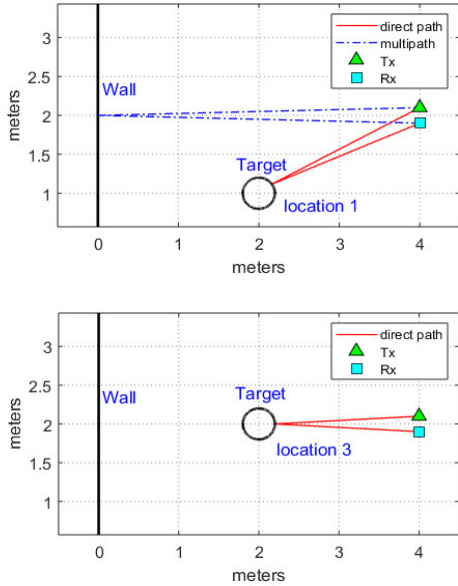 3
2.5
2
1.5
1
meters
Wall
Target
location 1
direct path
multipath
Tx
Rx
0
1
2
3
4
meters
3
2.5
2
1.5
1
meters
Wall
Target
location 3
direct path
Tx
Rx
0
1
2
3
4
meters